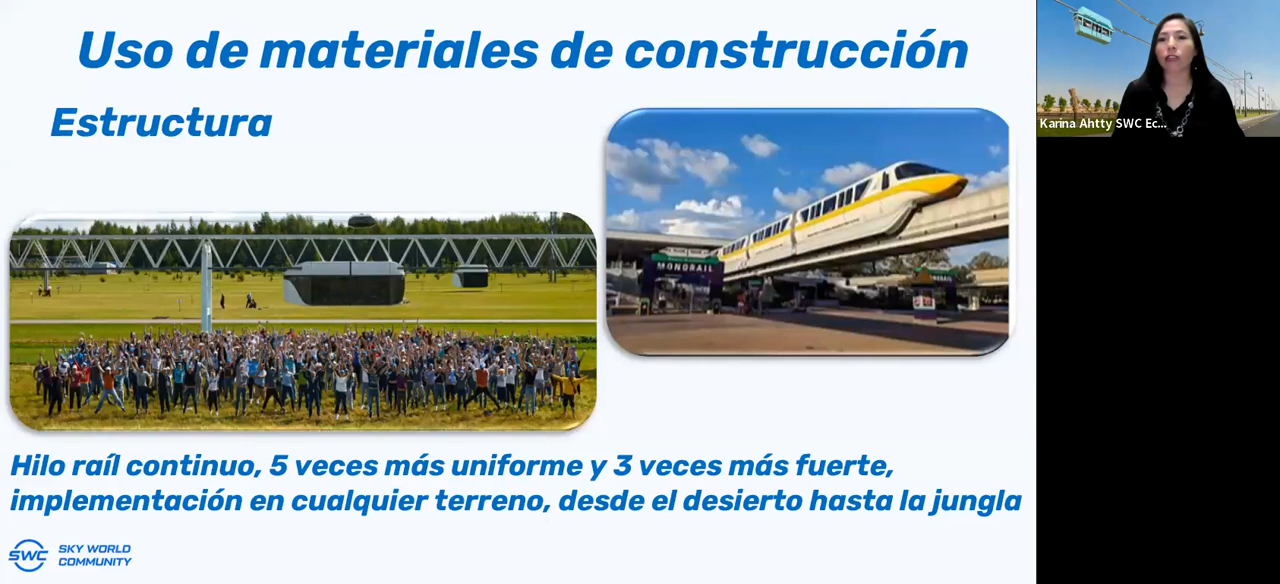 Uso de materiales de construcción
Estructura
MONORAIL
Hilo raíl continuo, 5 veces más uniforme y 3 veces más fuerte,
implementación en cualquier terreno, desde el desierto hasta la jungla
SWC SKY WORLD
COMMUNITY
Karina Ahtty SWC Ec...